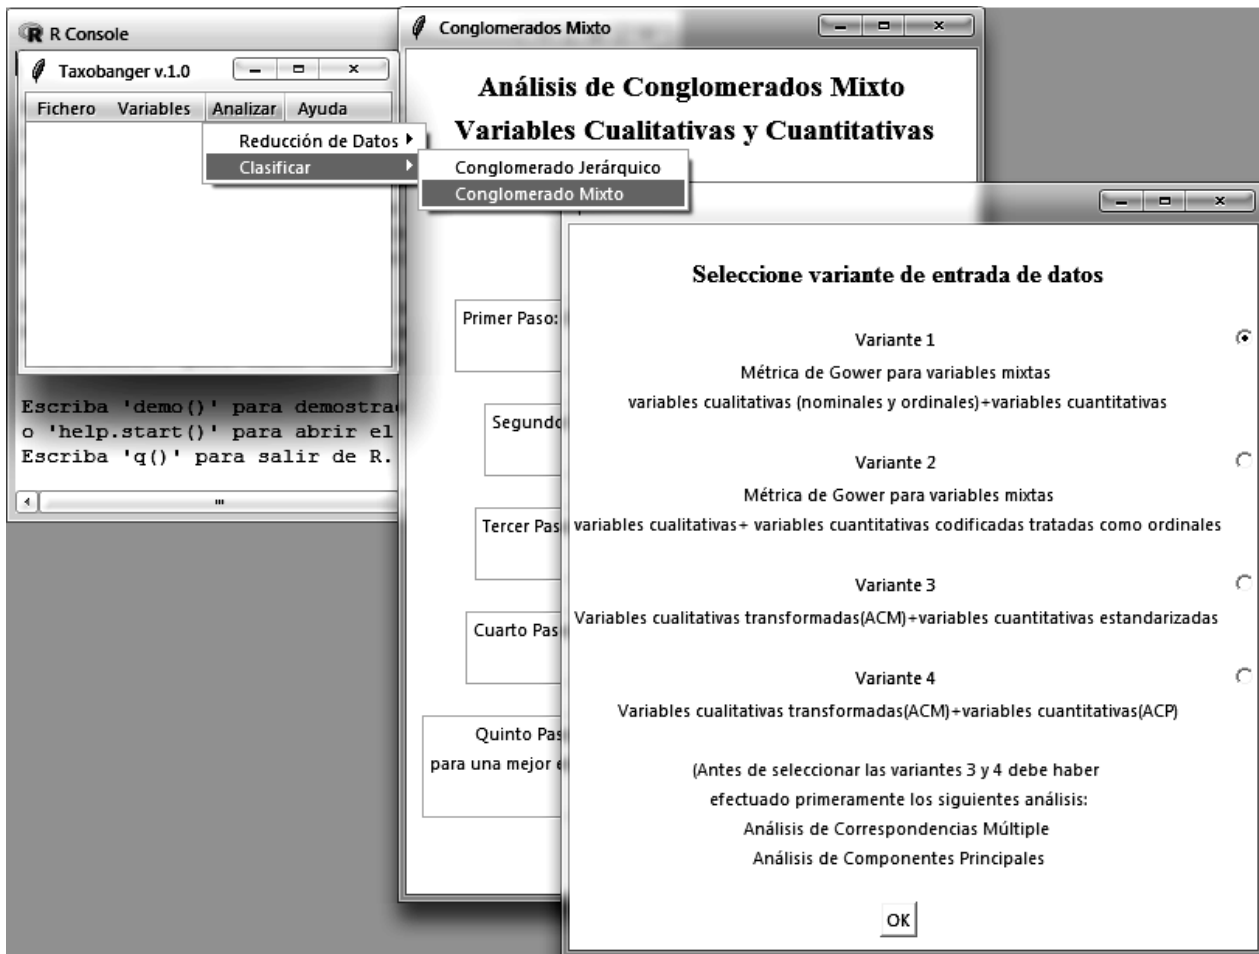 R Console
Taxobanger v.1.0
Fichero Variables Analizar Ayuda
Reducción de Datos
Clasificar
Conglomerado Jerárquico
Conglomerado Mixto
Escriba 'demo()' para
o 'help.start()' para abrir el
Escriba 'q()' para salir de R.
Conglomerados Mixto
Análisis de Conglomerados Mixto
Variables Cualitativas y Cuantitativas
Primer Paso:
Segundo
Tercer
Cuarto
Quinto
para una mejor
Seleccione variante de entrada de datos
Variante 1
Métrica de Gower para variables mixtas
variables cualitativas (nominales y ordinales)+variables cuantitativas
Variante 2
Métrica de Gower para variables mixtas
variables cualitativas+ variables cuantitativas codificadas tratadas como ordinales
Variante 3
Variables cualitativas transformadas(ACM)+variables cuantitativas estandarizadas
Variante 4
Variables cualitativas transformadas(ACM)+variables cuantitativas(ACP)
(Antes de seleccionar las variantes 3 y 4 debe haber
efectuado primeramente los siguientes análisis:
Análisis de Correspondencias Múltiple
Análisis de Componentes Principales
OK